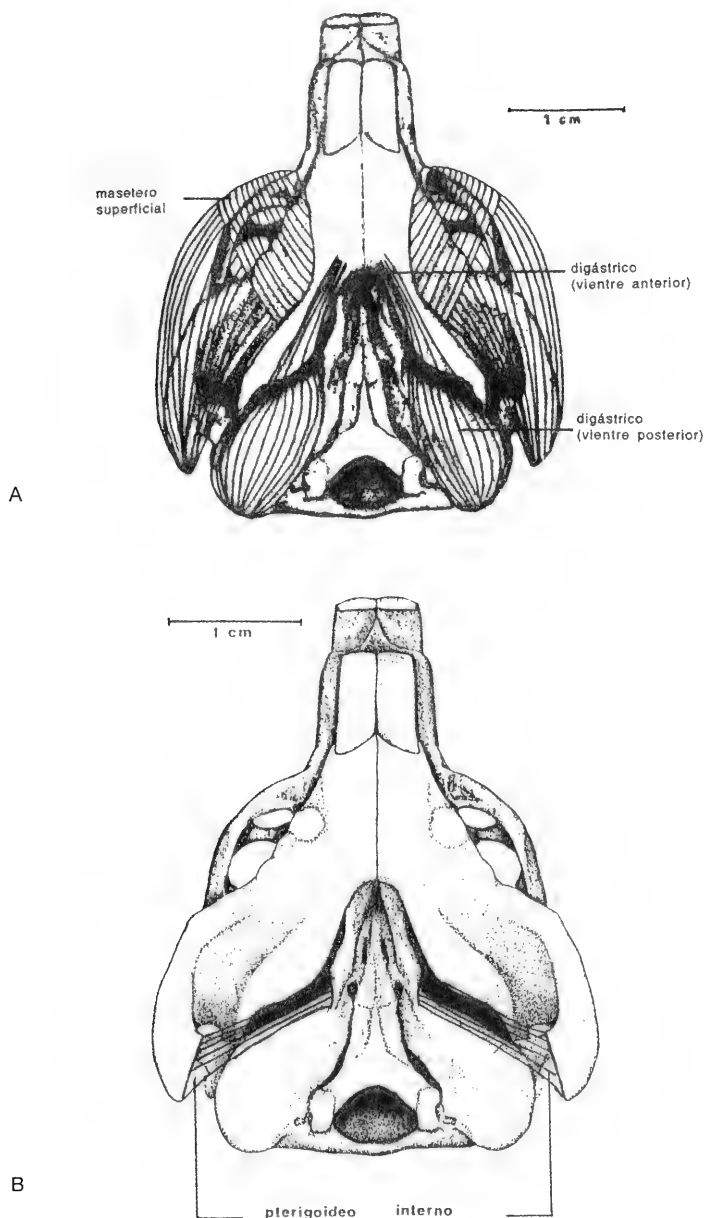 1 cm
masetero
superficial
digástrico
(vientre anterior)
digástrico
(vientre posterior)
A
1 cm
B
pterigoideo interno